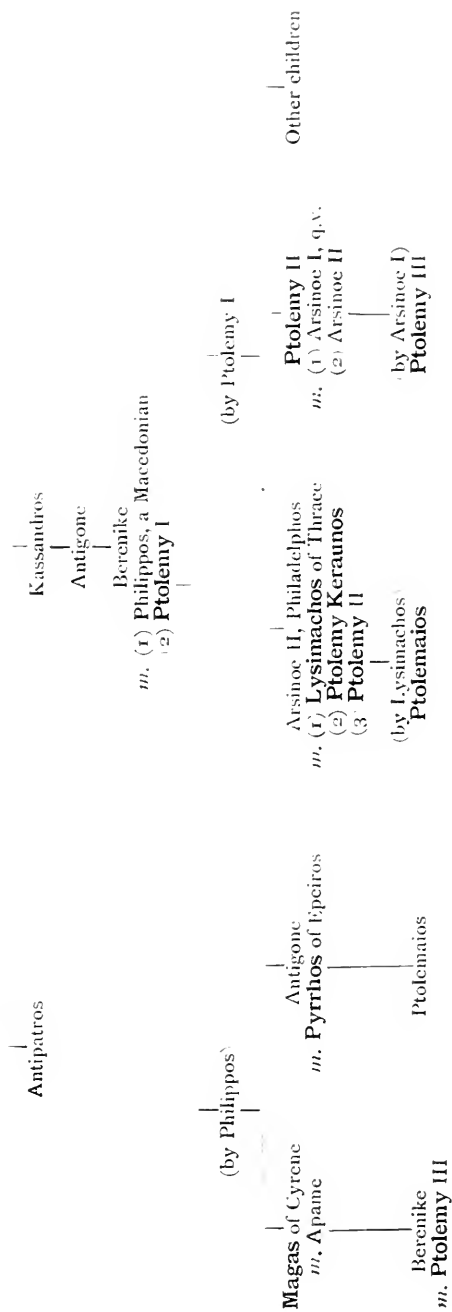 Antipatros
Kassandros
Antigone
Berenike
m. (1) Philippos, a Macedonian
(2) Ptolemy I
(by Philippos)
(by Ptolemy I
Magas of Cyrene
m. Apame
Berenike
m. Ptolemy III
Antigone
m. Pyrrhos of Epeiros
Ptolemaios
Arsinoe II, Philadelphos
m. (1) Lysimachos of Thrace
(2) Ptolemy Keraunos
(3) Ptolemy II
(by Lysimachos)
Ptolemaios
Ptolemy II
m. (1) Arsinoe I, q.v.
(2) Arsinoe II
(by Arsinoe I)
Ptolemy III
Other children